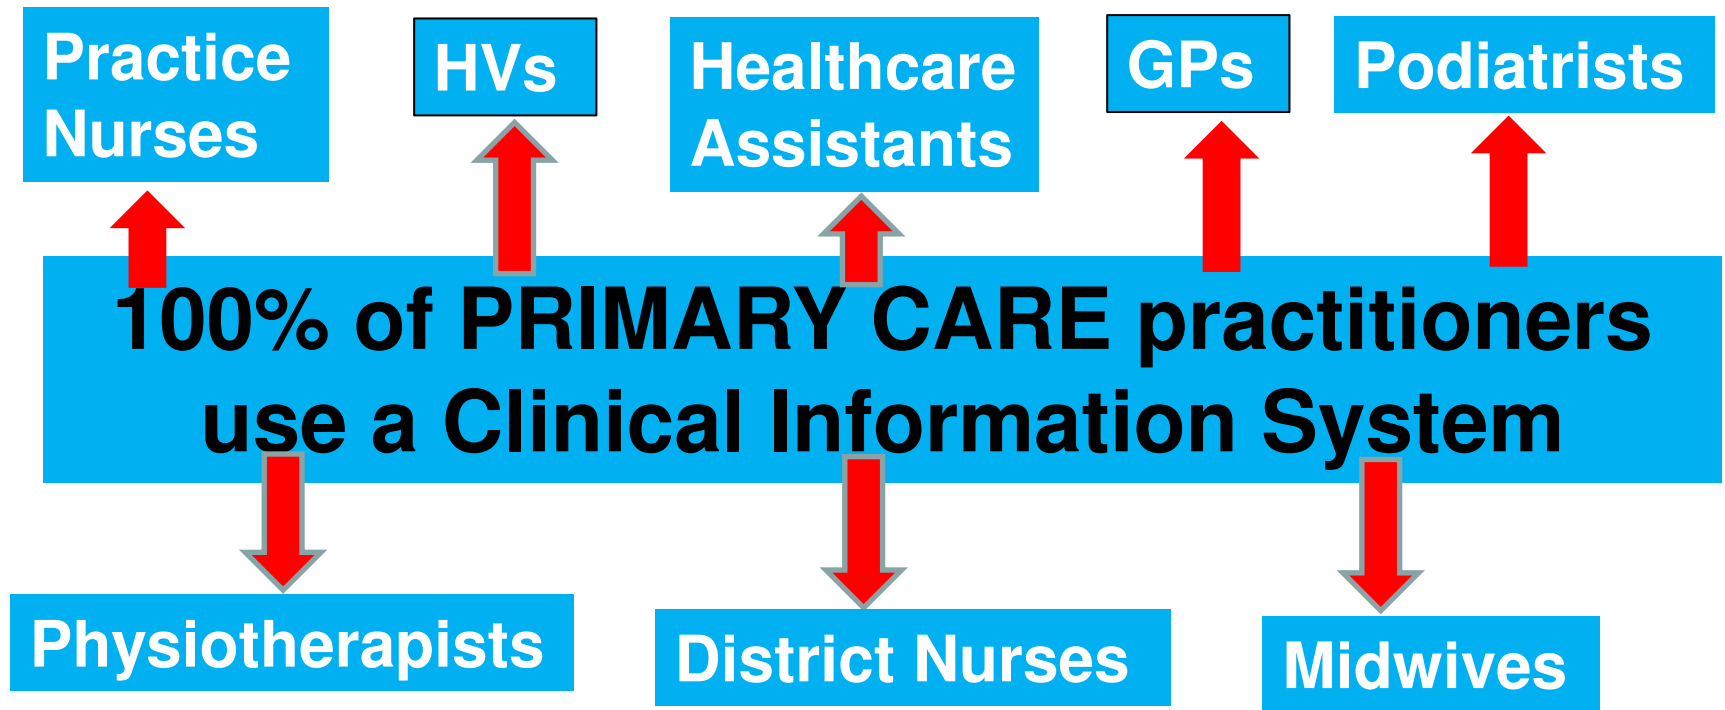 Practice
Nurses
HVs
Healthcare
Assistants
GPs
Podiatrists
100% of PRIMARY CARE practitioners
use a Clinical Information System
Physiotherapists
District Nurses
Midwives